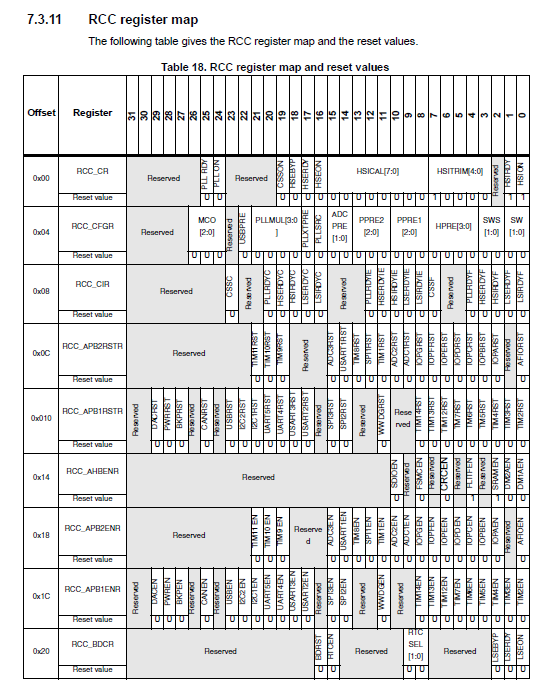 7.3.11 RCC register map
The following table gives the RCC register map and the reset values.
Table 18. RCC register map and reset values
Offset Register 31 30 29 28 27 26 25 24 23 22 21 20 19 18 17 16 15 14 13 12 11 10 9 8 7 6 5 4 3 2 1 0
0x00 RCC_CR Reserved PLL RDY PLL ON Reserved CSSON HSEBYP HSERDY HSEON HSICAL[7:0] HSITRIM[4:0] Reserved HSIRDY HSION
Reset value 0 0 0 0 0 0 0 0 0 0 0 0 0 0 1 0 0 0 0 1 1
0x04 RCC_CFGR Reserved MCO [2:0] Reserved USBPRE PLLMUL[3:0 ] PLLXTPRE PLLSRC ADC PRE [1:0] PPRE2 [2:0] PPRE1 [2:0] HPRE[3:0] SWS [1:0] SW [1:0]
Reset value 0 0 0 0 0 0 0 0 0 0 0 0 0 0 0 0 0 0 0 0 0 0 0 0 0 0
0x08 RCC_CIR Reserved CSSC Reserved PLLRDYC HSERDYC HSIRDYC LSERDYC LSIRDYC Reserved PLLRDYIE HSERDYIE HSIRDYIE LSERDYIE LSIRDYIE CSSF Reserved PLLRDYF HSERDYF HSIRDYF LSERDYF LSIRDYF
Reset value 0 0 0 0 0 0 0 0 0 0 0 0 0 0 0 0 0
0x0C RCC_APB2RSTR Reserved TIM11RST TIM10RST TIM9RST Reserved ADC3RST USART1RST TIM8RST SPI1RST TIM1RST ADC2RST ADC1RST IOPGRST IOPFRST IOPERST IOPDRST IOPCRST IOPBRST IOPARST Reserved AFIORST
Reset value 0 0 0 0 0 0 0 0 0 0 0 0 0 0 0 0 0 0
0x010 RCC_APB1RSTR Reserved DACRST PWRRST BKPRST Reserved CANRST Reserved USBRST I2C2RST I2C1RST UART5RST UART4RST USART3RST USART2RST Reserved SPI3RST SPI2RST Reserved WWDGRST Rese rved TIM14RST TIM13RST TIM12RST TIM7RST TIM6RST TIM5RST TIM4RST TIM3RST TIM2RST
Reset value 0 0 0 0 0 0 0 0 0 0 0 0 0 0 0 0 0 0 0 0 0 0 0
0x14 RCC_AHBENR Reserved SDIOEN Reserved FSMCEN Reserved CRCEN Reserved FLITFEN Reserved SRAMEN DM2AEN DM1AEN
Reset value 0 0 0 1 1 0 0
0x18 RCC_APB2ENR Reserved TIM11 EN TIM10 EN TIM9 EN Reserve d ADC3EN USART1EN TIM8EN SPI1EN TIM1EN ADC2EN ADC1EN IOPGEN IOPFEN IOPEEN IOPDEN IOPCEN IOPBEN IOPAEN Reserved AFIOEN
Reset value 0 0 0 0 0 0 0 0 0 0 0 0 0 0 0 0 0 0
0x1C RCC_APB1ENR Reserved DACEN PWREN BKPEN Reserved CANEN Reserved USBEN I2C2EN I2C1EN UART5EN UART4EN USART3EN USART2EN Reserved SPI3EN SPI2EN Reserved WWDGEN Reserved TIM14EN TIM13EN TIM12EN TIM7EN TIM6EN TIM5EN TIM4EN TIM3EN TIM2EN
Reset value 0 0 0 0 0 0 0 0 0 0 0 0 0 0 0 0 0 0 0 0 0 0 0
0x20 RCC_BDCR Reserved BDRST RTCEN Reserved RTC SEL [1:0] Reserved LSEBYP LSERDY LSEON
Reset value 0 0 0 0 0 0 0